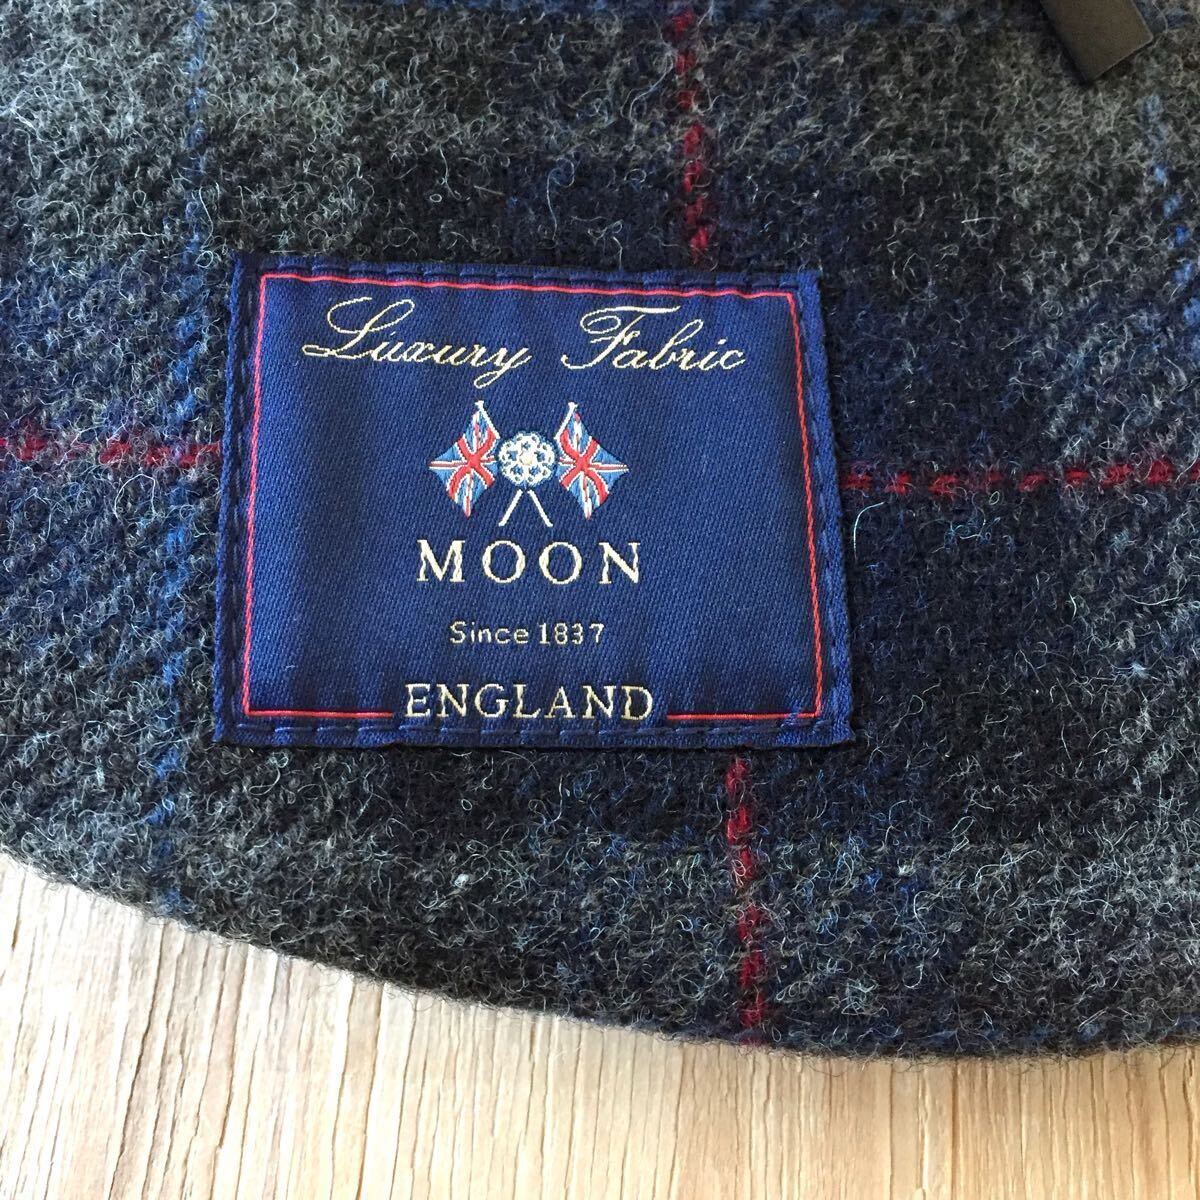 Luxury Fabric
MOON
Since 1837
ENGLAND